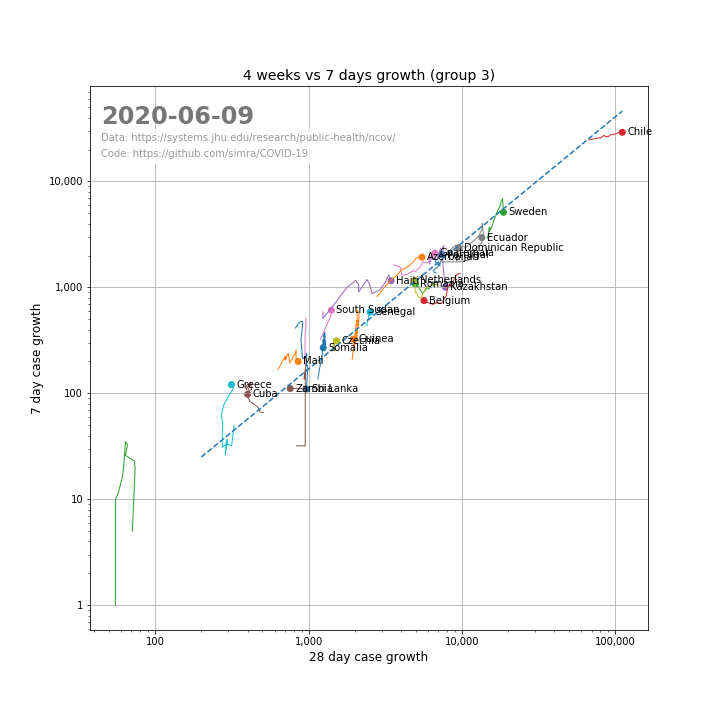 4 weeks vs 7 days growth (group 3)
2020-06-09
Data: https://systems.jhu.edu/research/public-health/ncov/
Code: https://github.com/simra/COVID-19
Chile
10,000
Sweden
Ecuador
Dominican Republic
Haiti Netherlands
1,000
Kazakhstan
Belgium
South Sudan
Senegal
Guinea
Czechia
Somalia
Mali
Greece
Cuba
Zambia
Sri Lanka
100
10
1
7 day case growth
100 1,000 10,000 100,000
28 day case growth